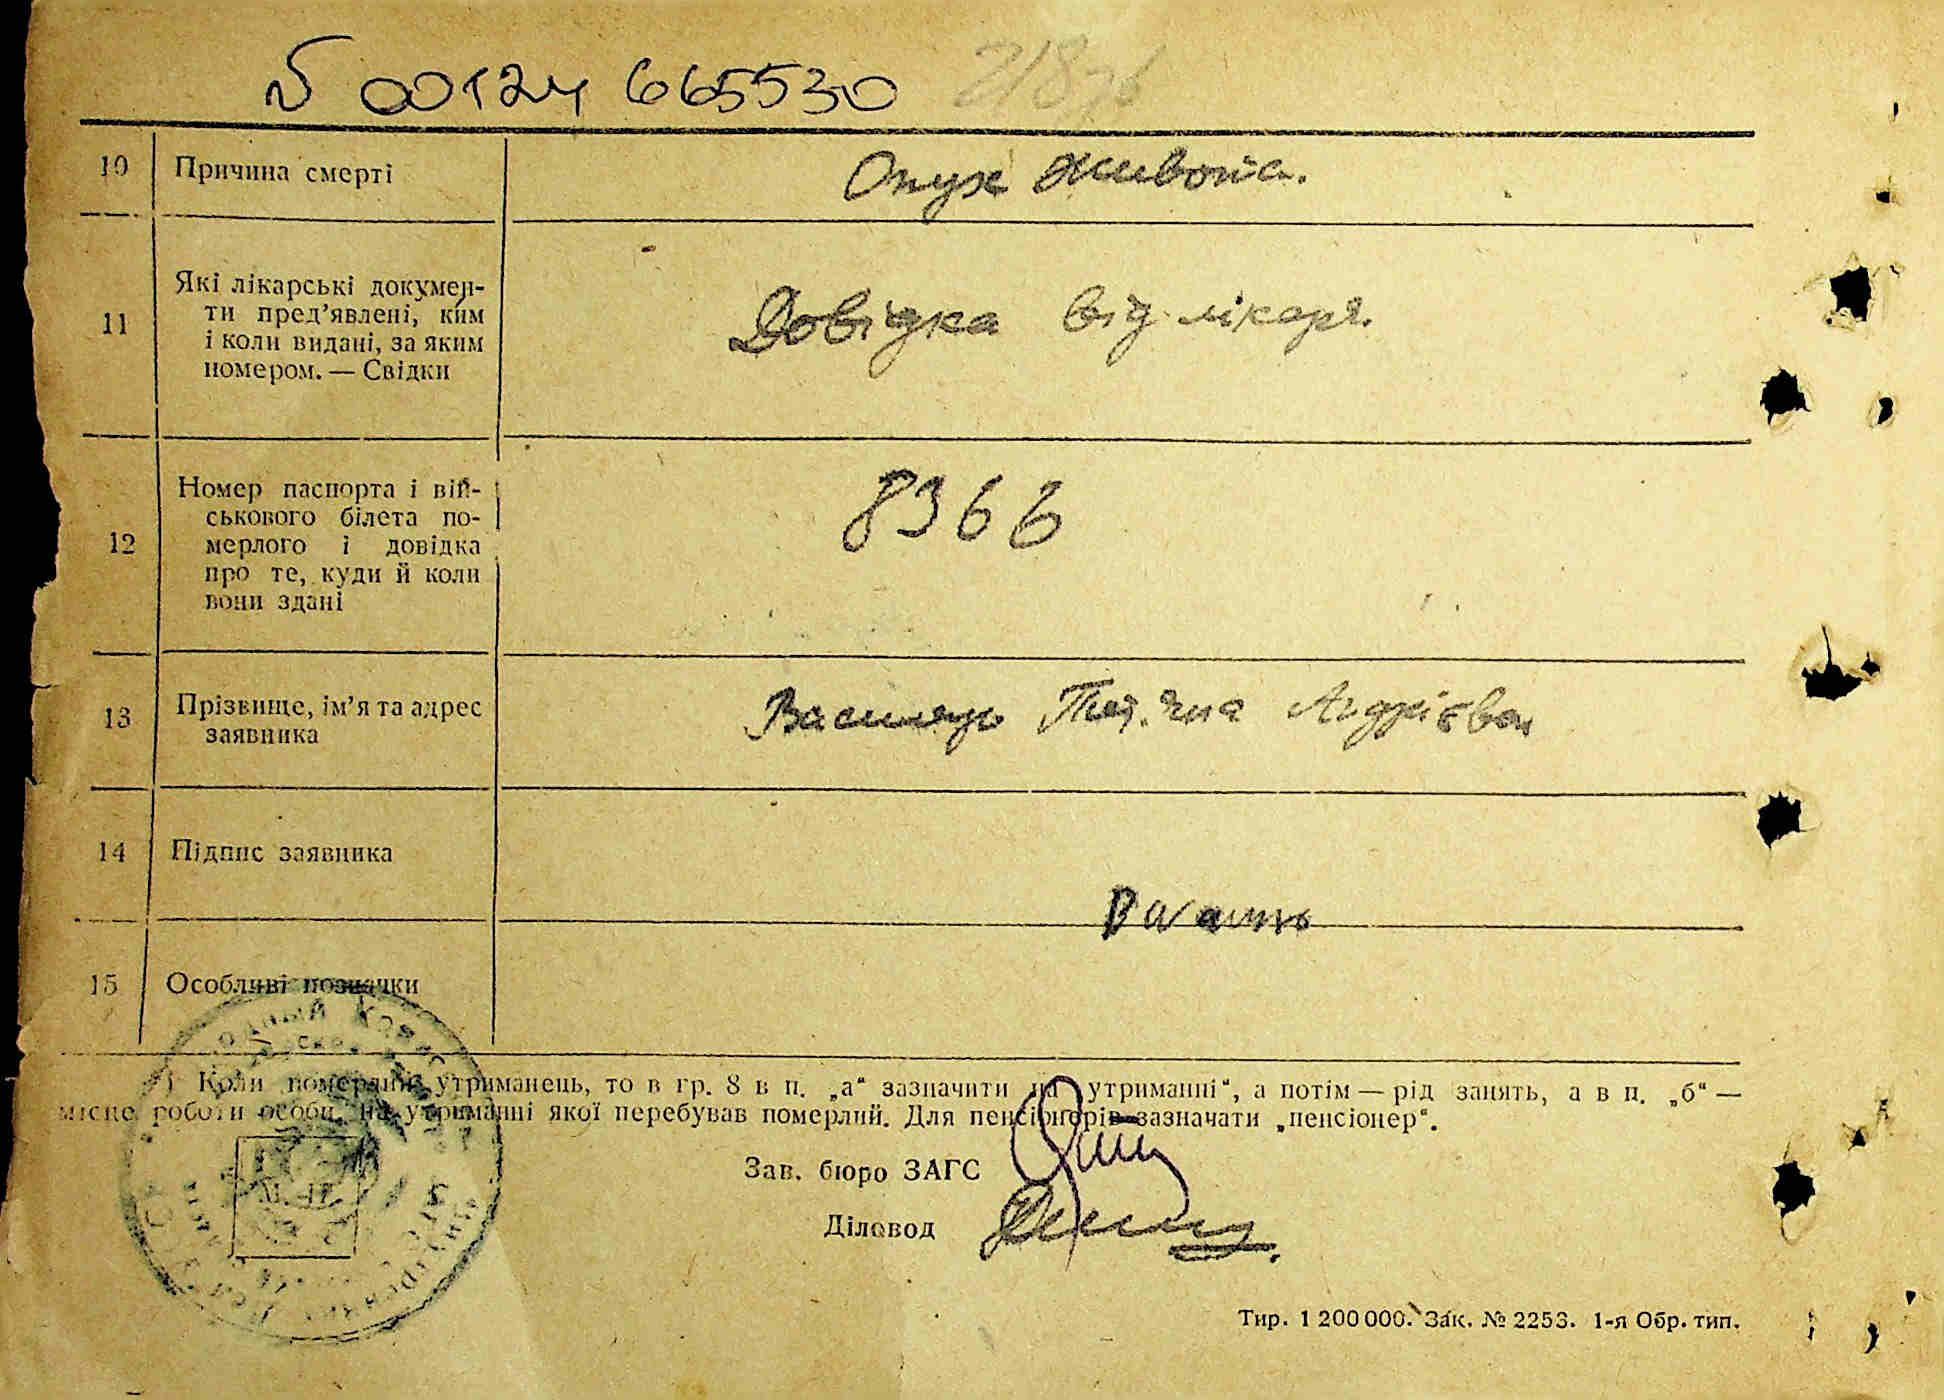 № 00124 665530
10 Причина смерті Опух живота.
11 Які лікарські докумен-
ти пред’явлені, ким
і коли видані, за яким
номером. — Свідки
Довідка від лікаря.
12 Номер паспорта і вій-
ськового білета по-
мерлого і довідка
про те, куди й коли
вони здані
8366
13 Прізвище, ім’я та адрес
заявника
Андрієвна
14 Підпис заявника
15 Особливі позначки
Коли померлий утриманець, то в гр. 8 в п. „а“ зазначити „на утриманні“, а потім — рід занять, а в п. „б“ —
місце роботи особи, на утриманні якої перебував померлий. Для пенсіонерів зазначати „пенсіонер“.
Зав. бюро ЗАГС
Діловод
Тир. 1 200 000. Зак. № 2253. 1-я Обр. тип.